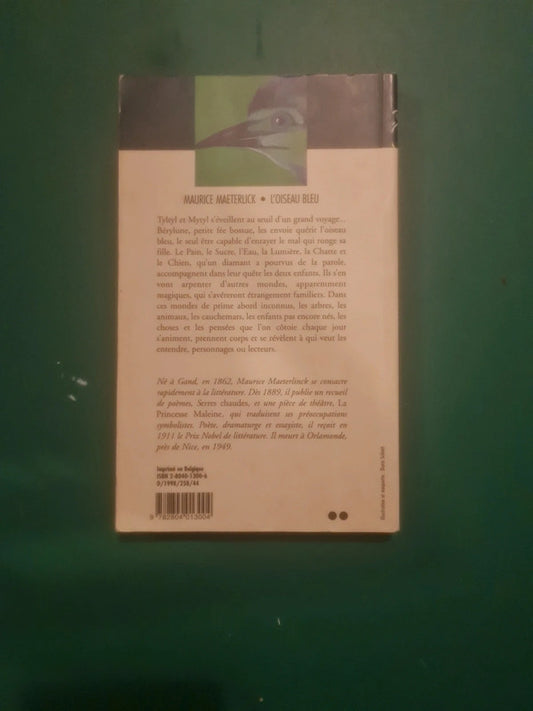 MAURICE MAETERLICK • L'OISEAU BLEU
Tyltyl et Mytyl s'éveillent au seuil d'un grand voyage...
Bérylune, petite fée bossue, les envoie quérir l'oiseau
bleu, le seul être capable d'enrayer le mal qui ronge sa
fille. Le Pain, le Sucre, l'Eau, la Lumière, la Chatte et
le Chien, qu'un diamant a pourvus de la parole,
accompagnent dans leur quête les deux enfants. Ils s'en
vont arpenter d'autres mondes, apparemment
magiques, qui s'avéreront étrangement familiers. Dans
ces mondes de prime abord inconnus, les arbres, les
animaux, les cauchemars, les enfants pas encore nés, les
choses et les pensées que l'on côtoie chaque jour
s'animent, prennent corps et se révèlent à qui veut les
entendre, personnages ou lecteurs.
Né à Gand, en 1862, Maurice Maeterlinck se consacre
rapidement à la littérature. Dès 1889, il publie un recueil
de poèmes, Serres chaudes, et une pièce de théâtre, La
Princesse Maleine, qui traduisent ses préoccupations
symbolistes. Poète, dramaturge et essayiste, il reçoit en
1911 le Prix Nobel de littérature. Il meurt à Orlamonde,
près de Nice, en 1949.
Imprimé en Belgique
ISBN 2-8040-1300-6
D/1998/258/44
9 782804 013004
Illustration et maquette :